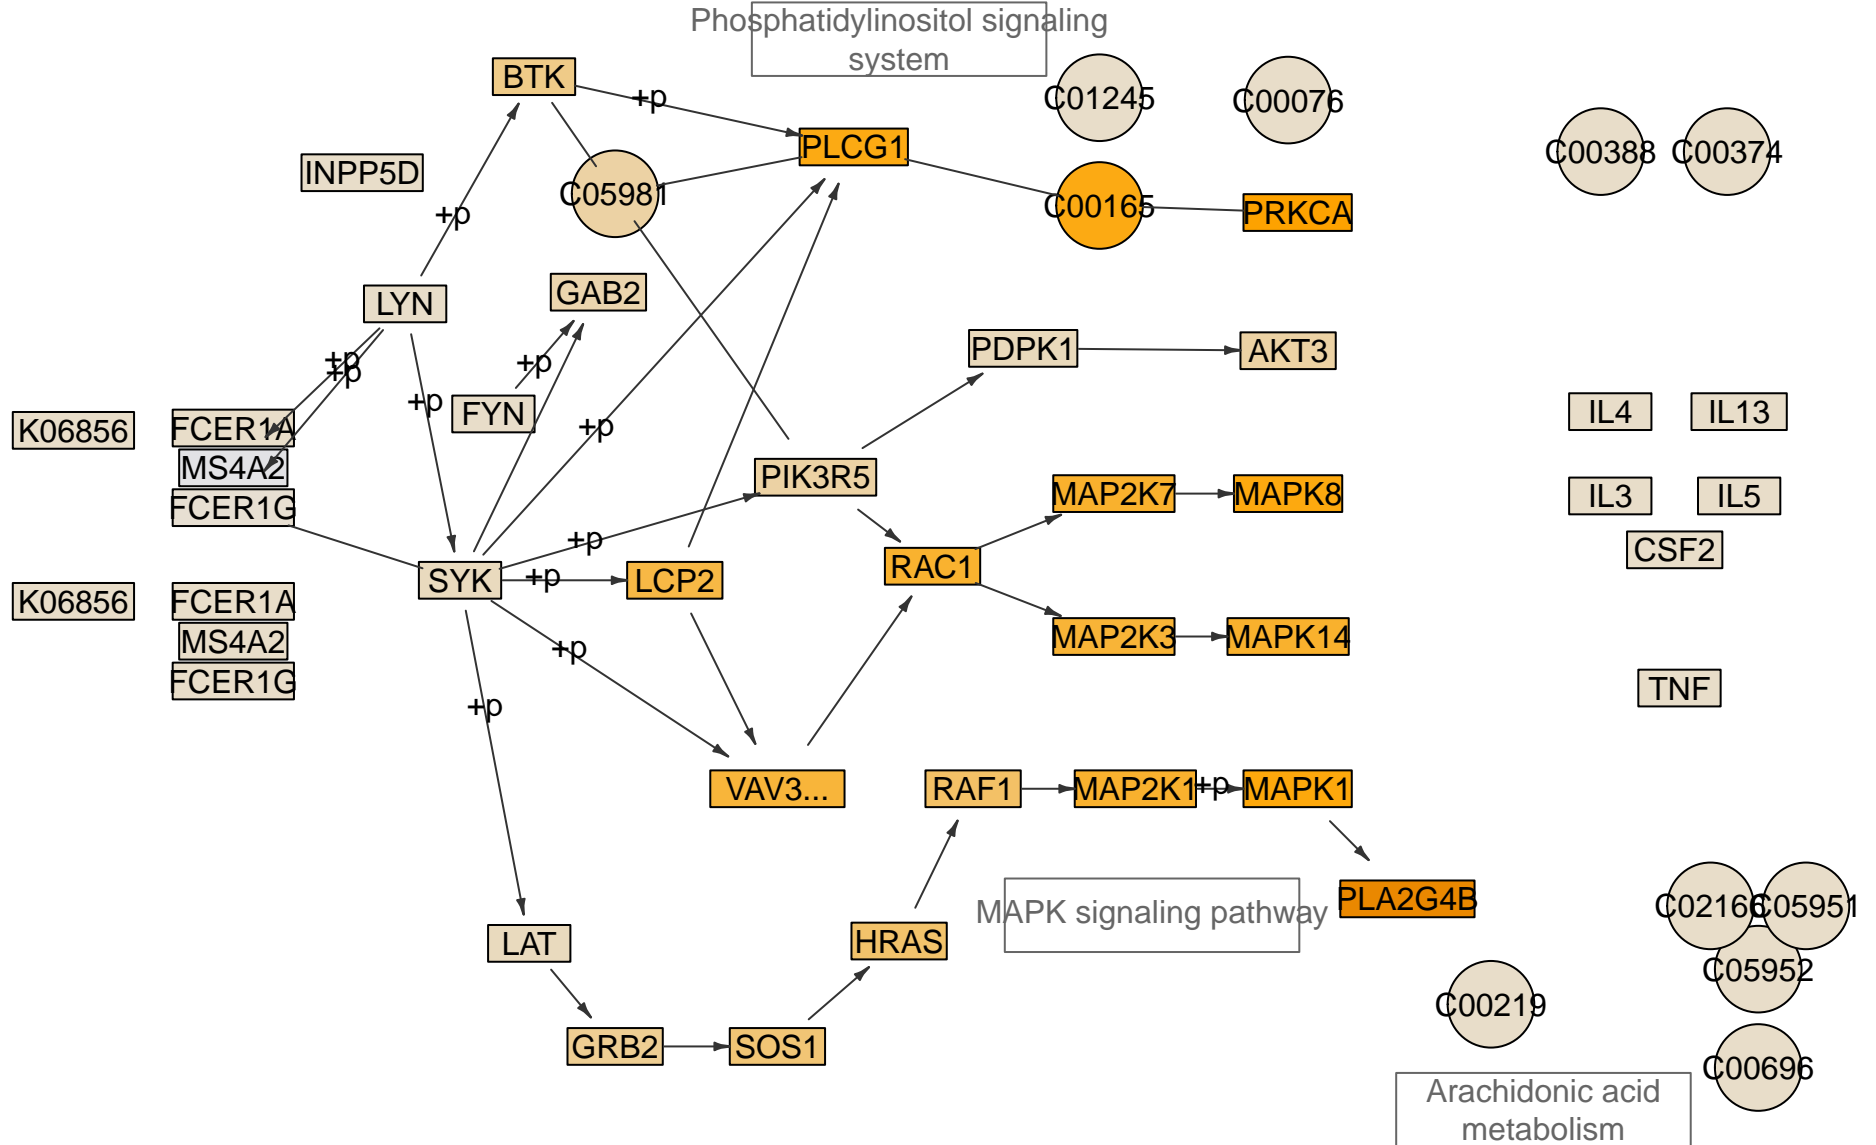 Phosphatidylinositol signaling
system
BTK
+p
C01245
C00076
PLCG1
C00388
C00374
INPP5D
C05981
+p
C00165
PRKCA
LYN
GAB2
+p
+p
+p
PDPK1
AKT3
+p
FYN
+p
K06856
FCER1A
IL4
IL13
MS4A2
PIK3R5
FCER1G
MAP2K7
MAPK8
IL3
IL5
+p
CSF2
SYK
+p
LCP2
RAC1
K06856
FCER1A
MS4A2
+p
MAP2K3
MAPK14
FCER1G
TNF
+p
VAV3...
RAF1
MAP2K1
+p
MAPK1
MAPK signaling pathway
PLA2G4B
C02166
C05951
LAT
HRAS
C05952
C00219
GRB2
SOS1
C00696
Arachidonic acid
metabolism